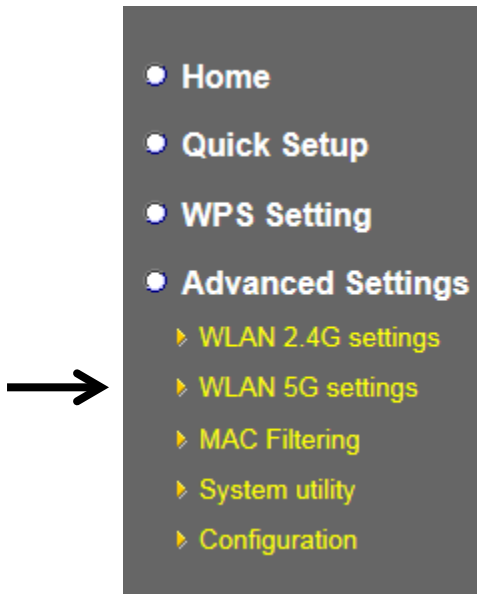 Home
Quick Setup
WPS Setting
Advanced Settings
WLAN 2.4G settings
WLAN 5G settings
MAC Filtering
System utility
Configuration